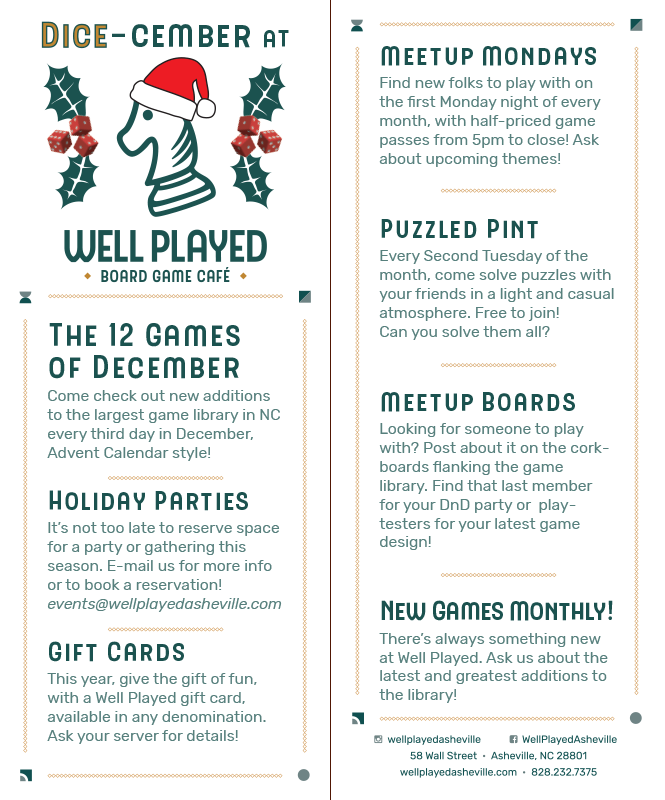 Dice-cember at
WELL PLAYED
BOARD GAME CAFÉ
The 12 Games
of December
Come check out new additions
to the largest game library in NC
every third day in December,
Advent Calendar style!
Holiday Parties
It's not too late to reserve space
for a party or gathering this
season. E-mail us for more info
or to book a reservation!
events@wellplayedasheville.com
Gift Cards
This year, give the gift of fun,
with a Well Played gift card,
available in any denomination.
Ask your server for details!
Meetup Mondays
Find new folks to play with on
the first Monday night of every
month, with half-priced game
passes from 5pm to close! Ask
about upcoming themes!
Puzzled Pint
Every Second Tuesday of the
month, come solve puzzles with
your friends in a light and casual
atmosphere. Free to join!
Can you solve them all?
Meetup Boards
Looking for someone to play
with? Post about it on the cork-
boards flanking the game
library. Find that last member
for your DnD party or play-
testers for your latest game
design!
New Games Monthly!
There's always something new
at Well Played. Ask us about the
latest and greatest additions to
the library!
wellplayedasheville WellPlayedAsheville
58 Wall Street • Asheville, NC 28801
wellplayedasheville.com • 828.232.7375